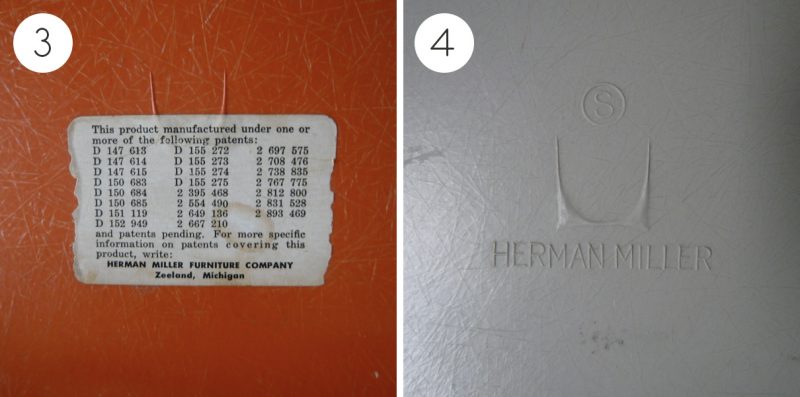 3
This product manufactured under one or
more of the following patents:
D 147 613 D 155 272 2 697 575
D 147 614 D 155 273 2 708 476
D 147 615 D 155 274 2 738 835
D 150 683 D 155 275 2 767 775
D 150 684 2 395 468 2 812 800
D 150 685 2 554 490 2 831 528
D 151 119 2 649 136 2 893 469
D 152 949 2 667 210
and patents pending. For more specific
information on patents covering this
product, write:
HERMAN MILLER FURNITURE COMPANY
Zeeland, Michigan
4
S
HERMAN MILLER